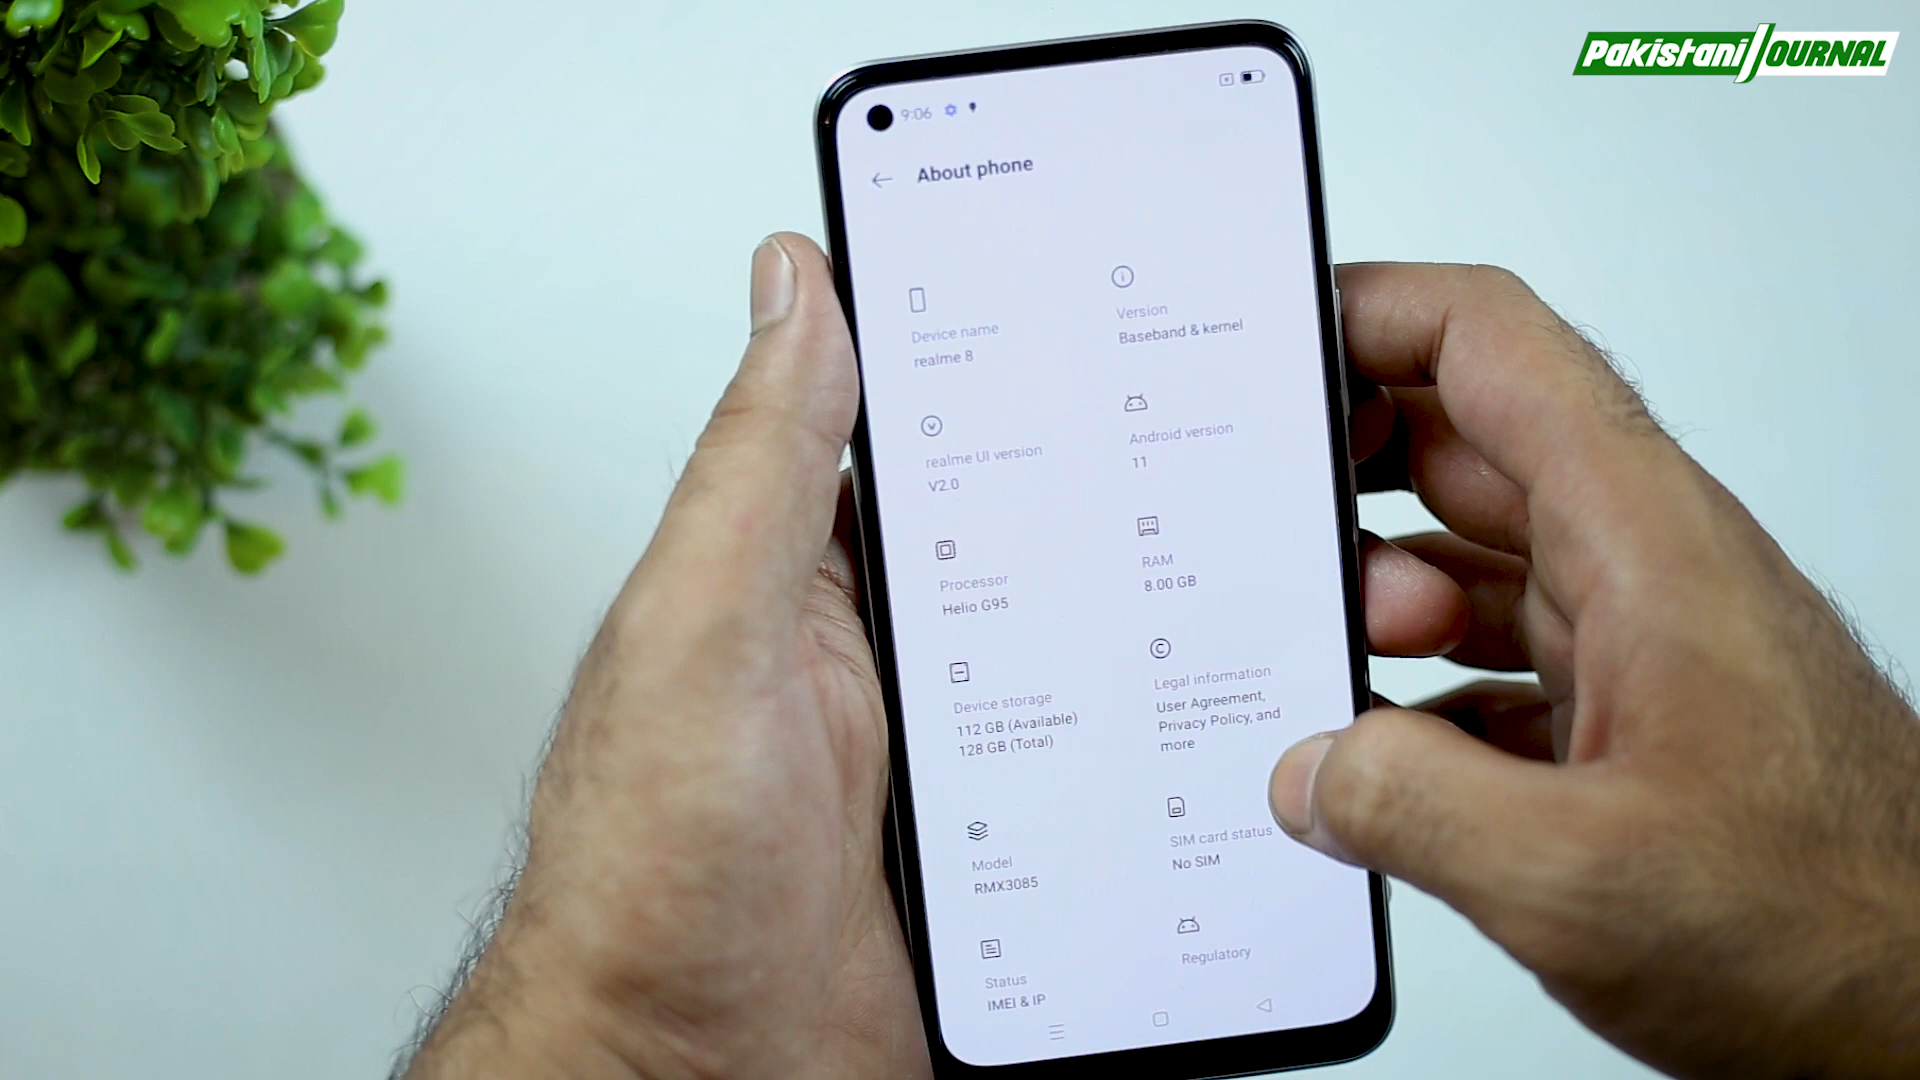 Pakistani JOURNAL
9:06
About phone
Device name
realme 8
Version
Baseband & kernel
realme UI version
V2.0
Android version
11
Processor
Helio G95
RAM
8.00 GB
Device storage
112 GB (Available)
128 GB (Total)
Legal information
User Agreement,
Privacy Policy, and
more
Model
RMX3085
SIM card status
No SIM
Status
IMEI & IP
Regulatory